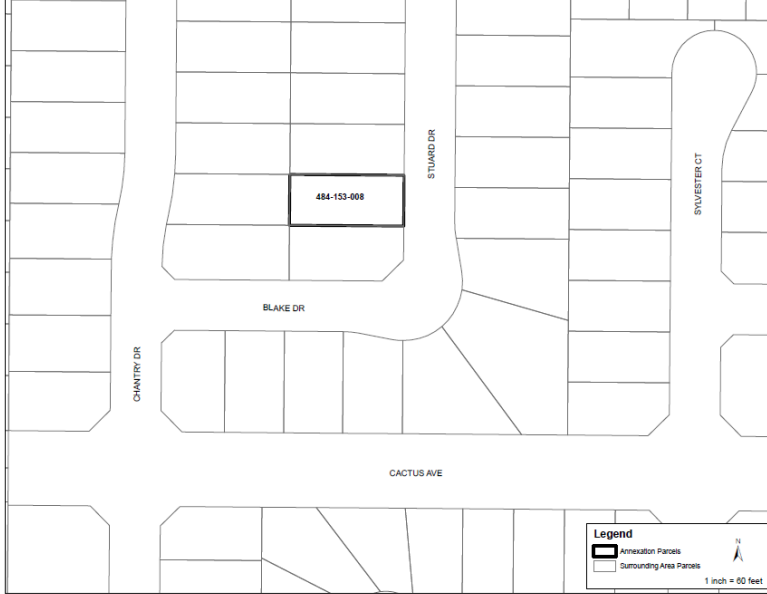 STUARD DR
SYLVESTER CT
484-153-008
BLAKE DR
CHANTRY DR
CACTUS AVE
Legend
Annexation Parcels
Surrounding Area Parcels
N
1 inch = 60 feet